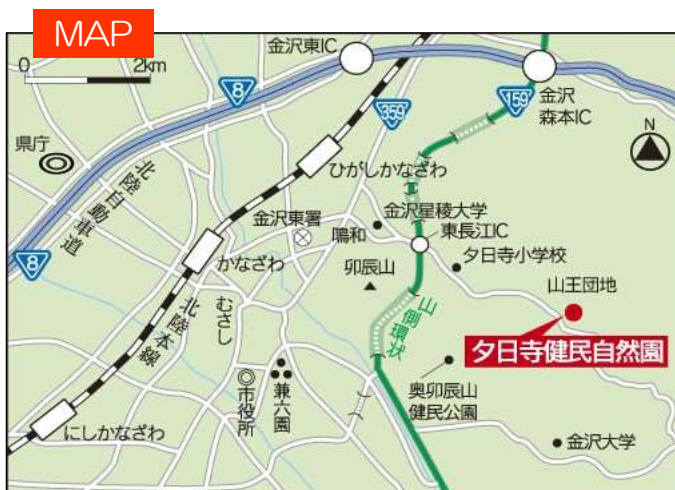 MAP
金沢東IC
0 2km
8
359
159
金沢
森本IC
N
県庁
北陸自動車道
ひがしかなざわ
金沢星稜大学
金沢東署
鳴和
東長江IC
夕日寺小学校
8
かなざわ
卯辰山
山王団地
むさし
北陸本線
山側環状
夕日寺健民自然園
市役所
兼六園
奥卯辰山
健民公園
にしかなざわ
金沢大学